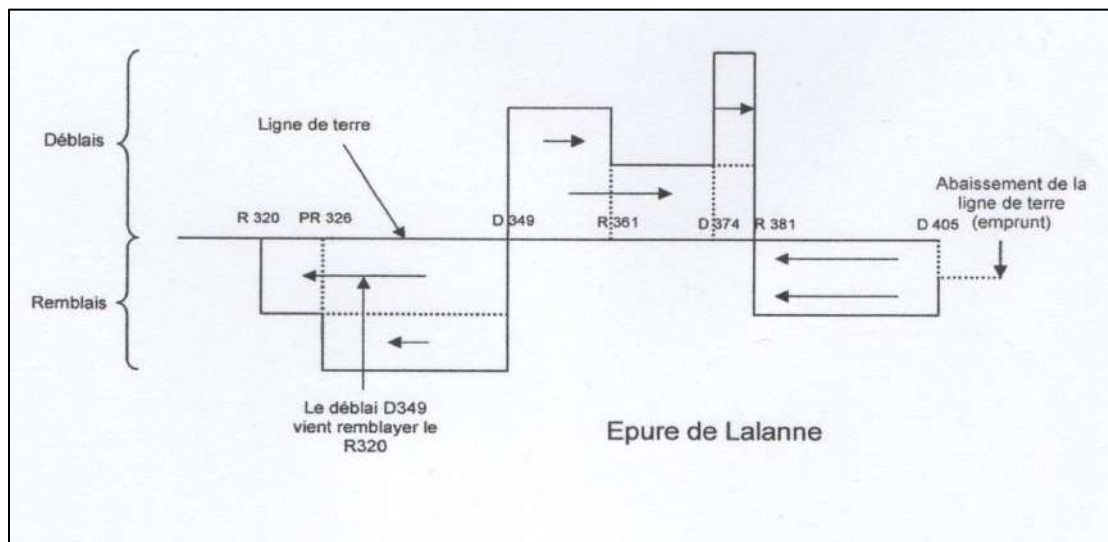 Déblais
Ligne de terre
Abaissement de la
ligne de terre
(emprunt)
R 320
PR 326
D 349
R 361
D 374
R 381
D 405
Remblais
Le déblai D349
vient remblayer le
R320
Epure de Lalanne